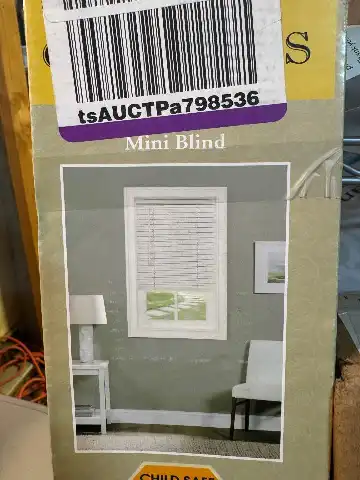 S
tsAUCTPa798536
Mini Blind
CHILD SAFE